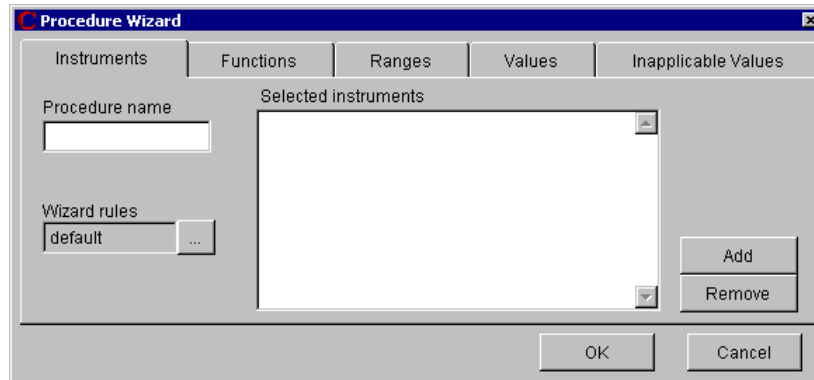 Procedure Wizard
Instruments Functions Ranges Values Inapplicable Values
Procedure name
Selected instruments
Wizard rules
default ...
Add
Remove
OK Cancel